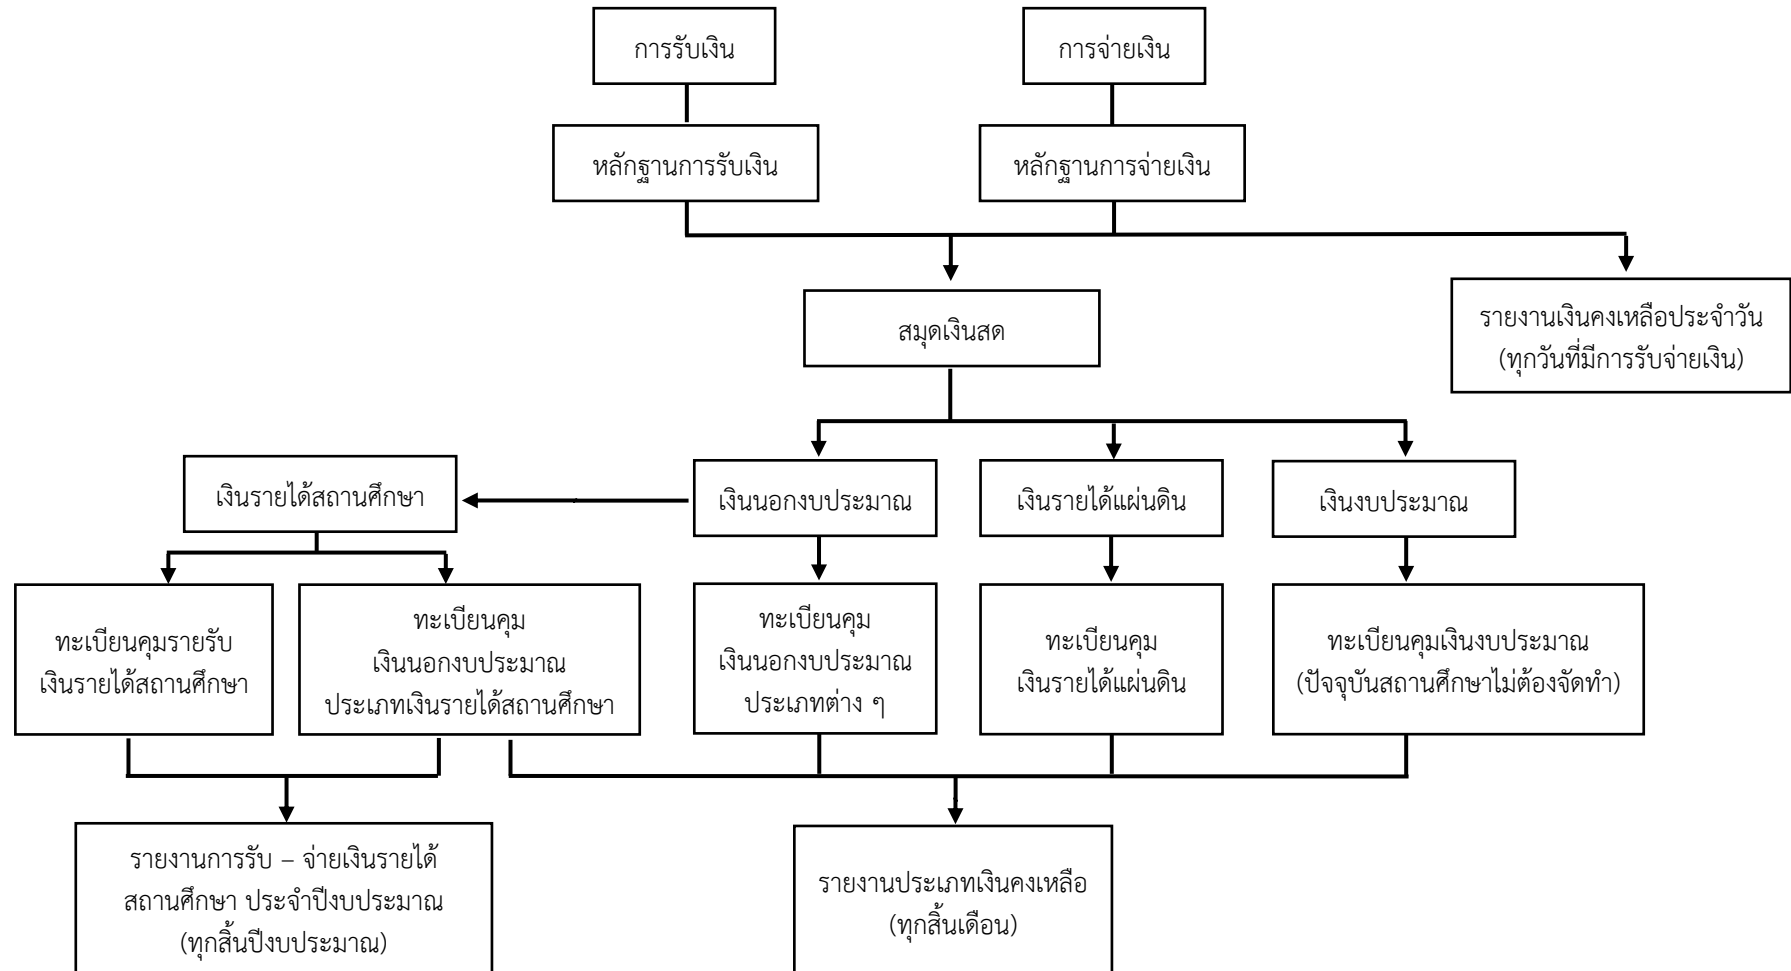 การรับเงิน
การจ่ายเงิน
หลักฐานการรับเงิน
หลักฐานการจ่ายเงิน
สมุดเงินสด
รายงานเงินคงเหลือประจำวัน
(ทุกวันที่มีการรับจ่ายเงิน)
เงินรายได้สถานศึกษา
เงินนอกงบประมาณ
เงินรายได้แผ่นดิน
เงินงบประมาณ
ทะเบียนคุมรายรับ
เงินรายได้สถานศึกษา
ทะเบียนคุม
เงินนอกงบประมาณ
ประเภทเงินรายได้สถานศึกษา
ทะเบียนคุม
เงินนอกงบประมาณ
ประเภทต่าง ๆ
ทะเบียนคุม
เงินรายได้แผ่นดิน
ทะเบียนคุมเงินงบประมาณ
(ปัจจุบันสถานศึกษาไม่ต้องจัดทำ)
รายงานการรับ – จ่ายเงินรายได้
สถานศึกษา ประจำปีงบประมาณ
(ทุกสิ้นปีงบประมาณ)
รายงานประเภทเงินคงเหลือ
(ทุกสิ้นเดือน)